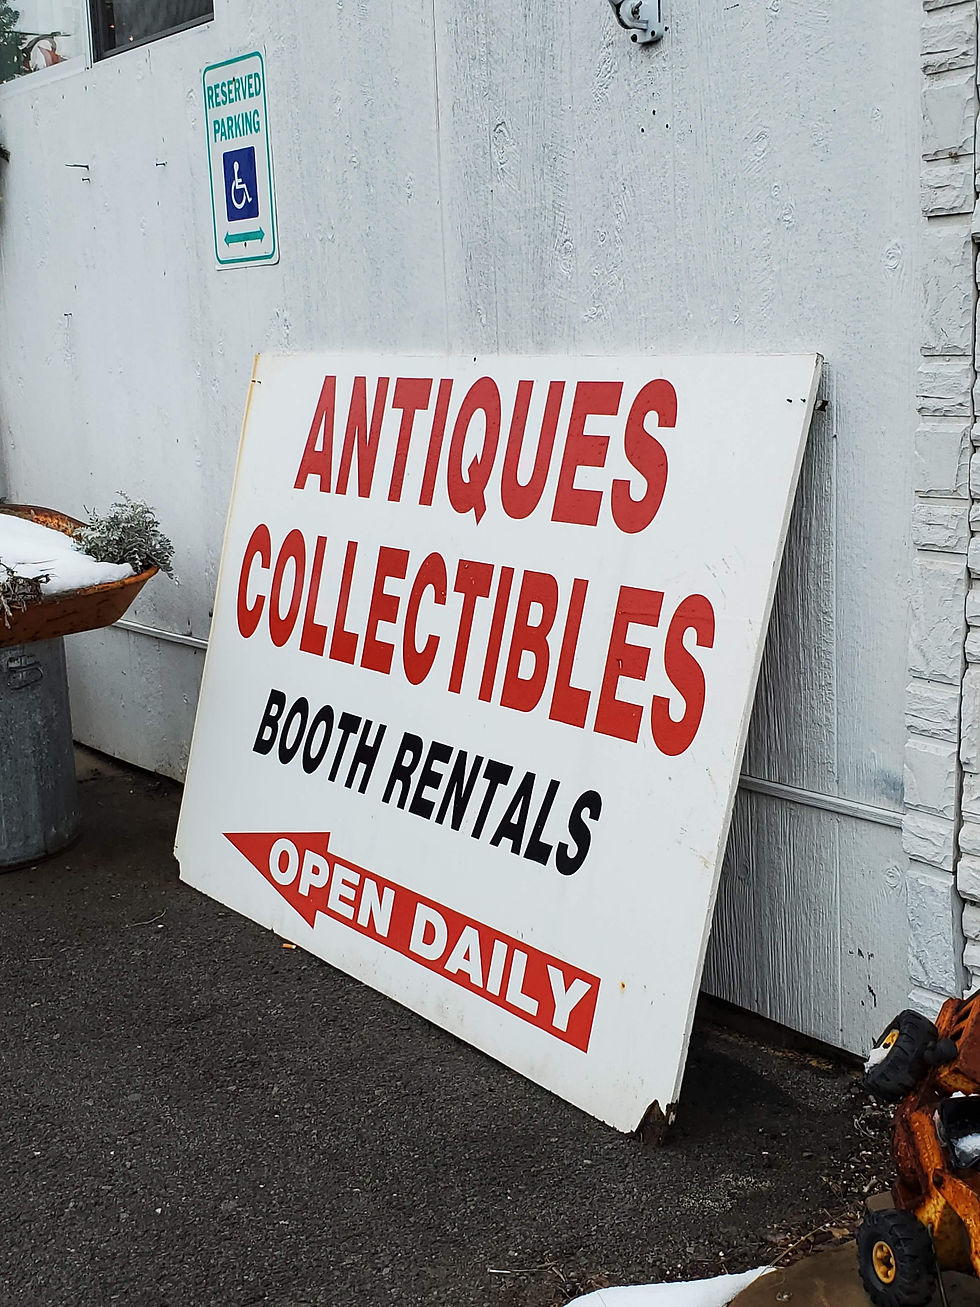 RESERVED
PARKING
ANTIQUES
COLLECTIBLES
BOOTH RENTALS
OPEN DAILY